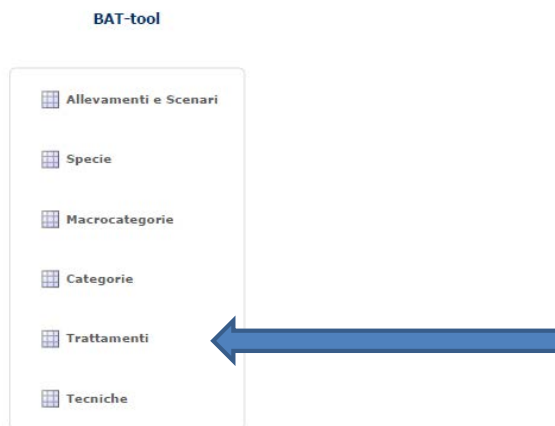 BAT-tool
Allevamenti e Scenari
Specie
Macrocategorie
Categorie
Trattamenti
Tecniche